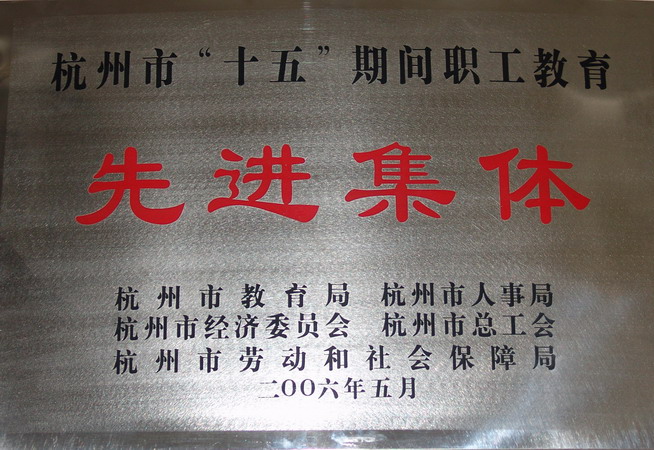 杭州市“十五”期间职工教育
先进集体
杭州市教育局 杭州市人事局
杭州市经济委员会 杭州市总工会
杭州市劳动和社会保障局
二00六年五月